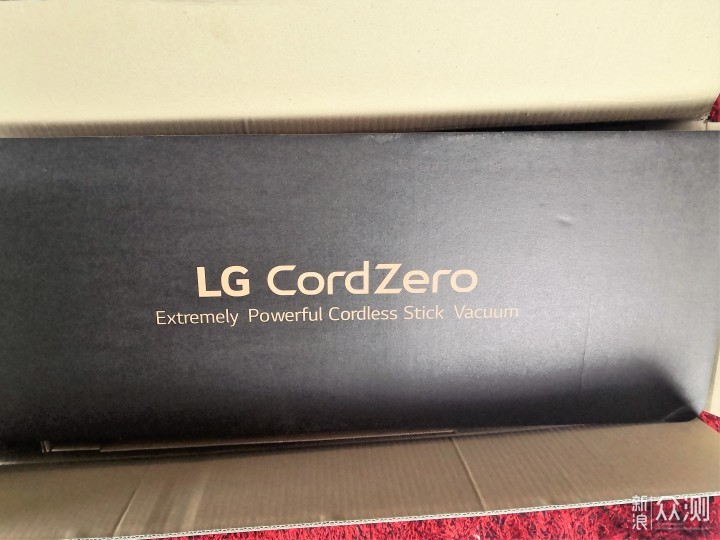 LG CordZero
Extremely Powerful Cordless Stick Vacuum
新浪
众测